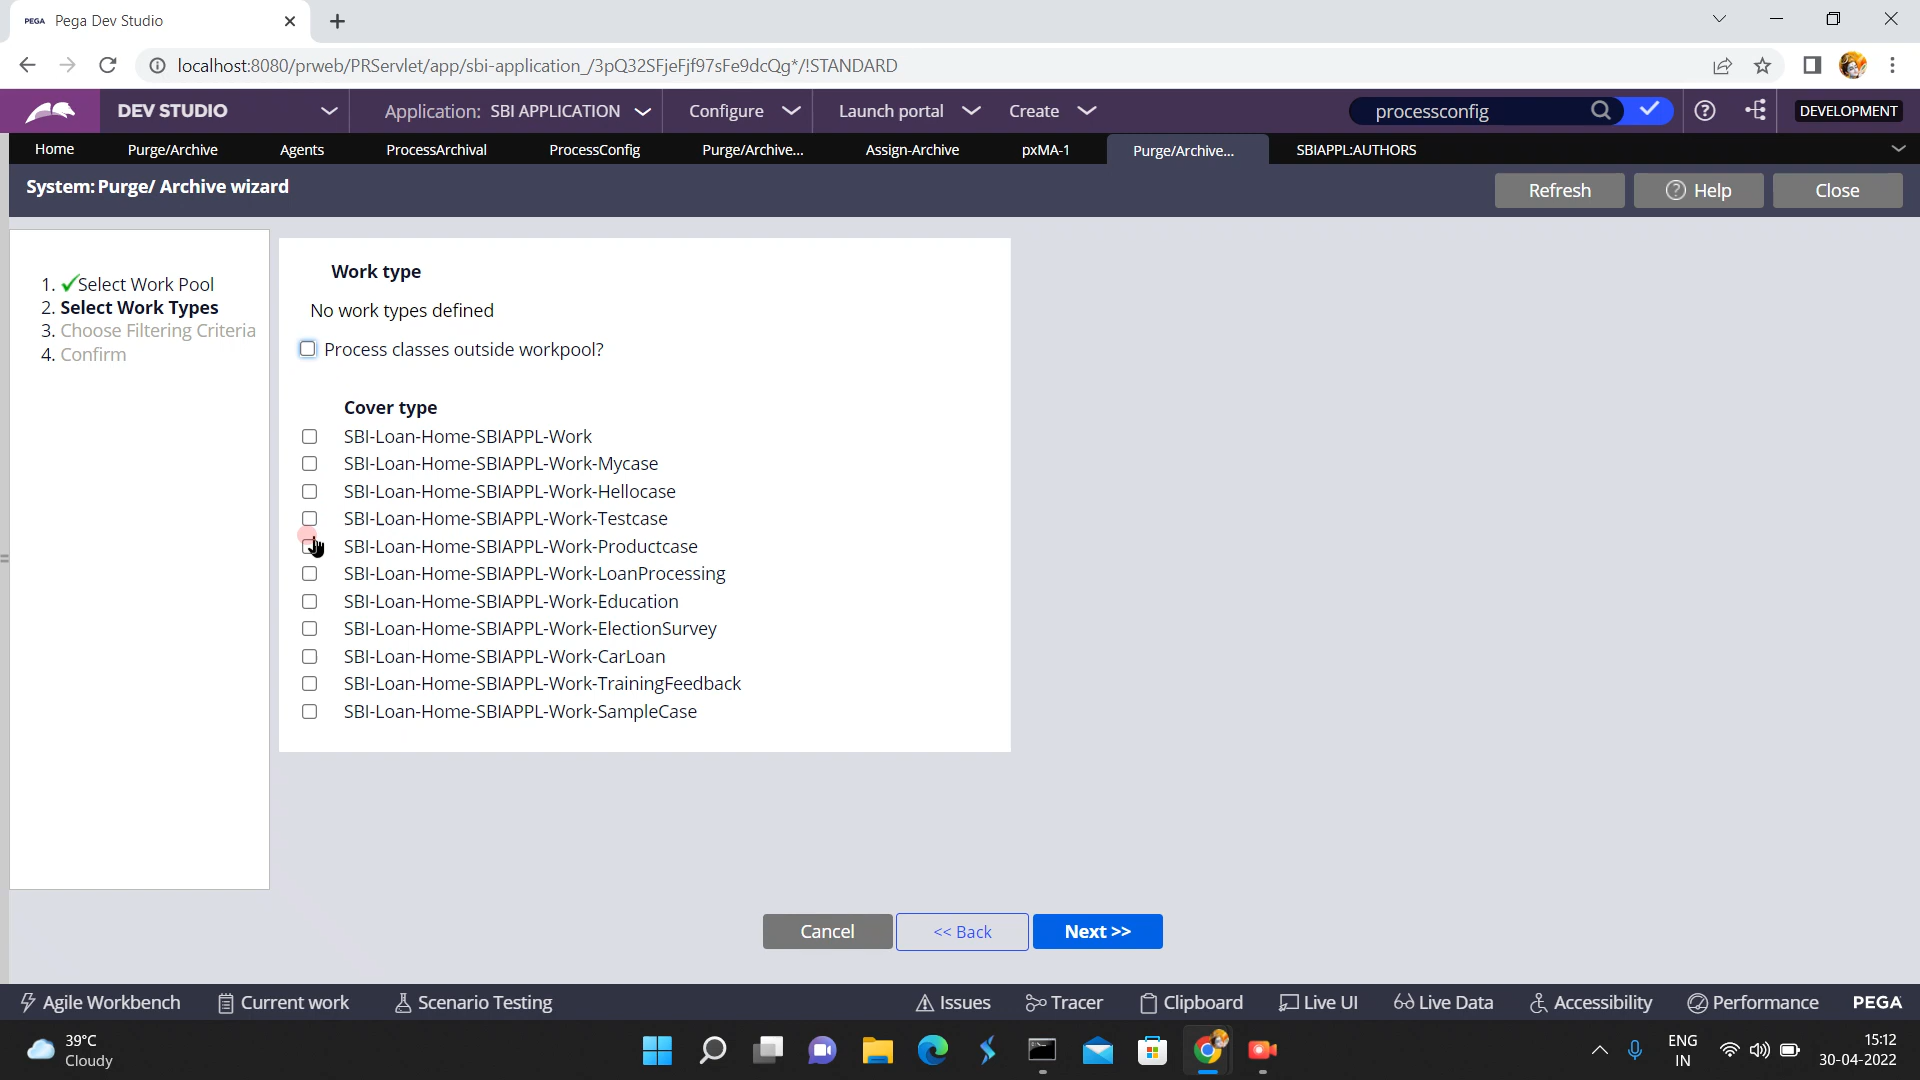 PEGA Pega Dev Studio
localhost:8080/prweb/PRServlet/app/sbi-application_/3pQ32SFjeFjf97sFe9dcQg*/!STANDARD
DEV STUDIO Application: SBI APPLICATION Configure Launch portal Create processconfig DEVELOPMENT
Home Purge/Archive Agents ProcessArchival ProcessConfig Purge/Archive... Assign-Archive pxMA-1 Purge/Archive... SBIAPPL:AUTHORS
System: Purge/ Archive wizard Refresh Help Close
1. Select Work Pool
2. Select Work Types
3. Choose Filtering Criteria
4. Confirm
Work type
No work types defined
Process classes outside workpool?
Cover type
SBI-Loan-Home-SBIAPPL-Work
SBI-Loan-Home-SBIAPPL-Work-Mycase
SBI-Loan-Home-SBIAPPL-Work-Hellocase
SBI-Loan-Home-SBIAPPL-Work-Testcase
SBI-Loan-Home-SBIAPPL-Work-Productcase
SBI-Loan-Home-SBIAPPL-Work-LoanProcessing
SBI-Loan-Home-SBIAPPL-Work-Education
SBI-Loan-Home-SBIAPPL-Work-ElectionSurvey
SBI-Loan-Home-SBIAPPL-Work-CarLoan
SBI-Loan-Home-SBIAPPL-Work-TrainingFeedback
SBI-Loan-Home-SBIAPPL-Work-SampleCase
Cancel << Back Next >>
Agile Workbench Current work Scenario Testing Issues Tracer Clipboard Live UI Live Data Accessibility Performance PEGA
39°C
Cloudy
ENG
IN
15:12
30-04-2022